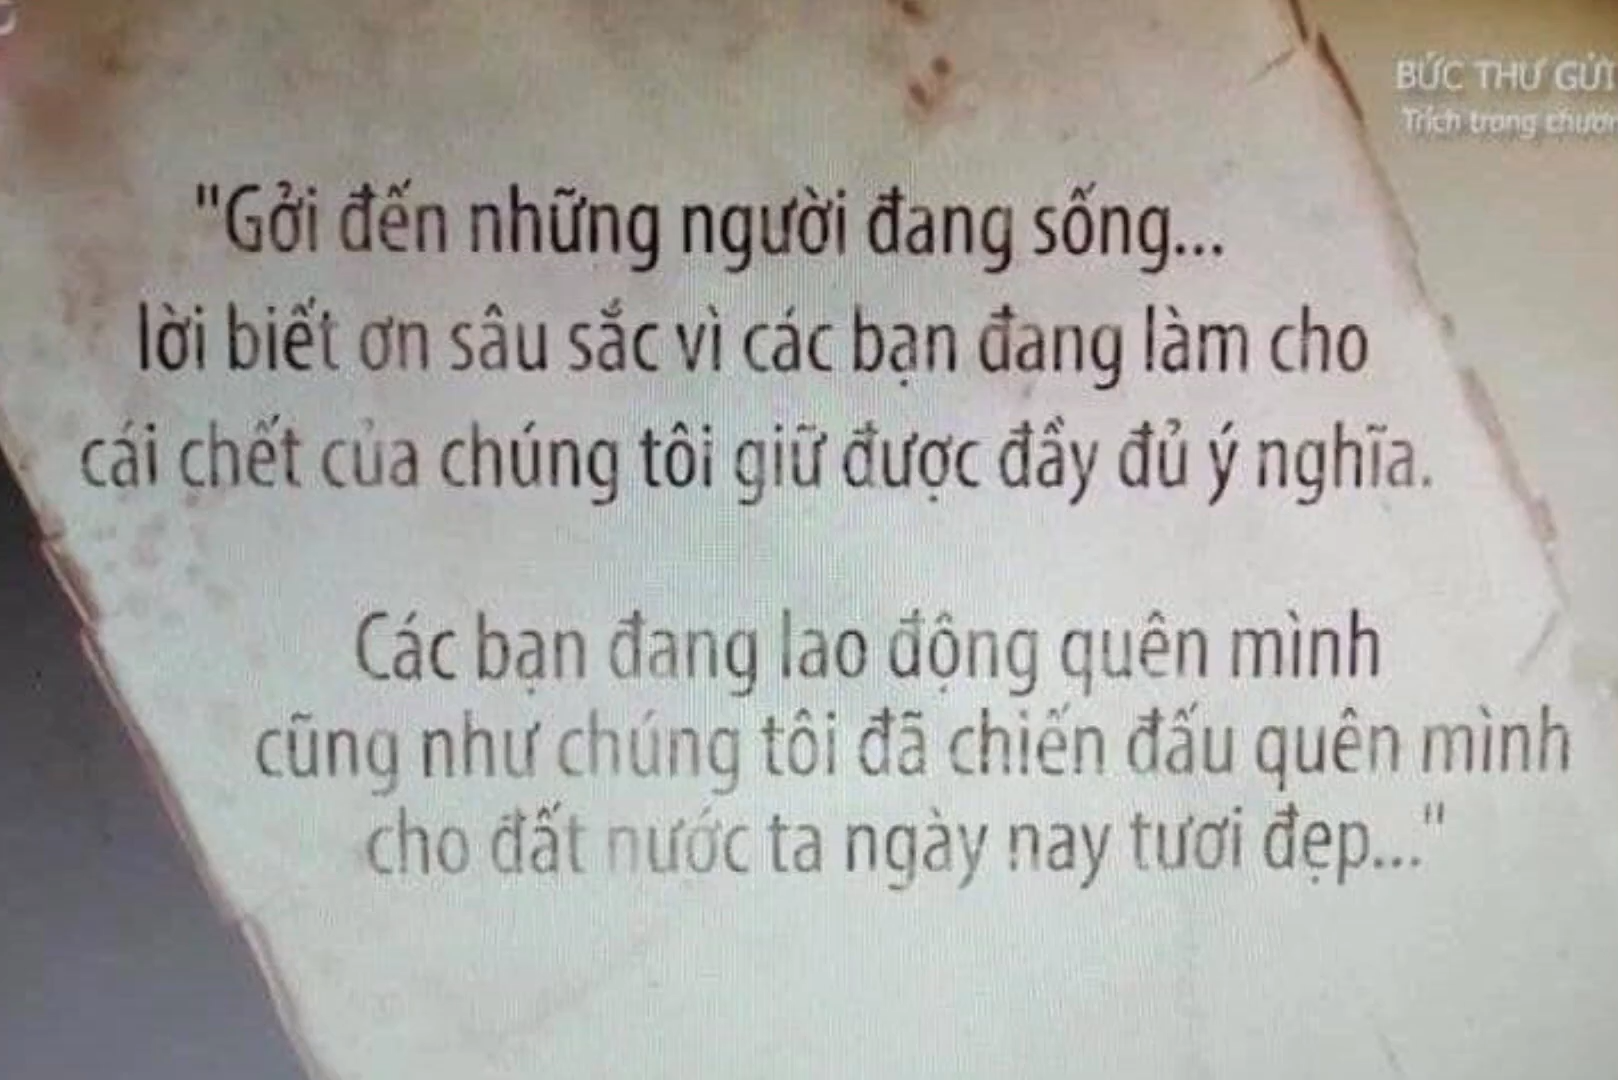 BỨC THƯ GỬI
Trích trong
"Gởi đến những người đang sống...
lời biết ơn sâu sắc vì các bạn đang làm cho
cái chết của chúng tôi giữ được đầy đủ ý nghĩa.
Các bạn đang lao động quên mình
cũng như chúng tôi đã chiến đấu quên mình
cho đất nước ta ngày nay tươi đẹp..."